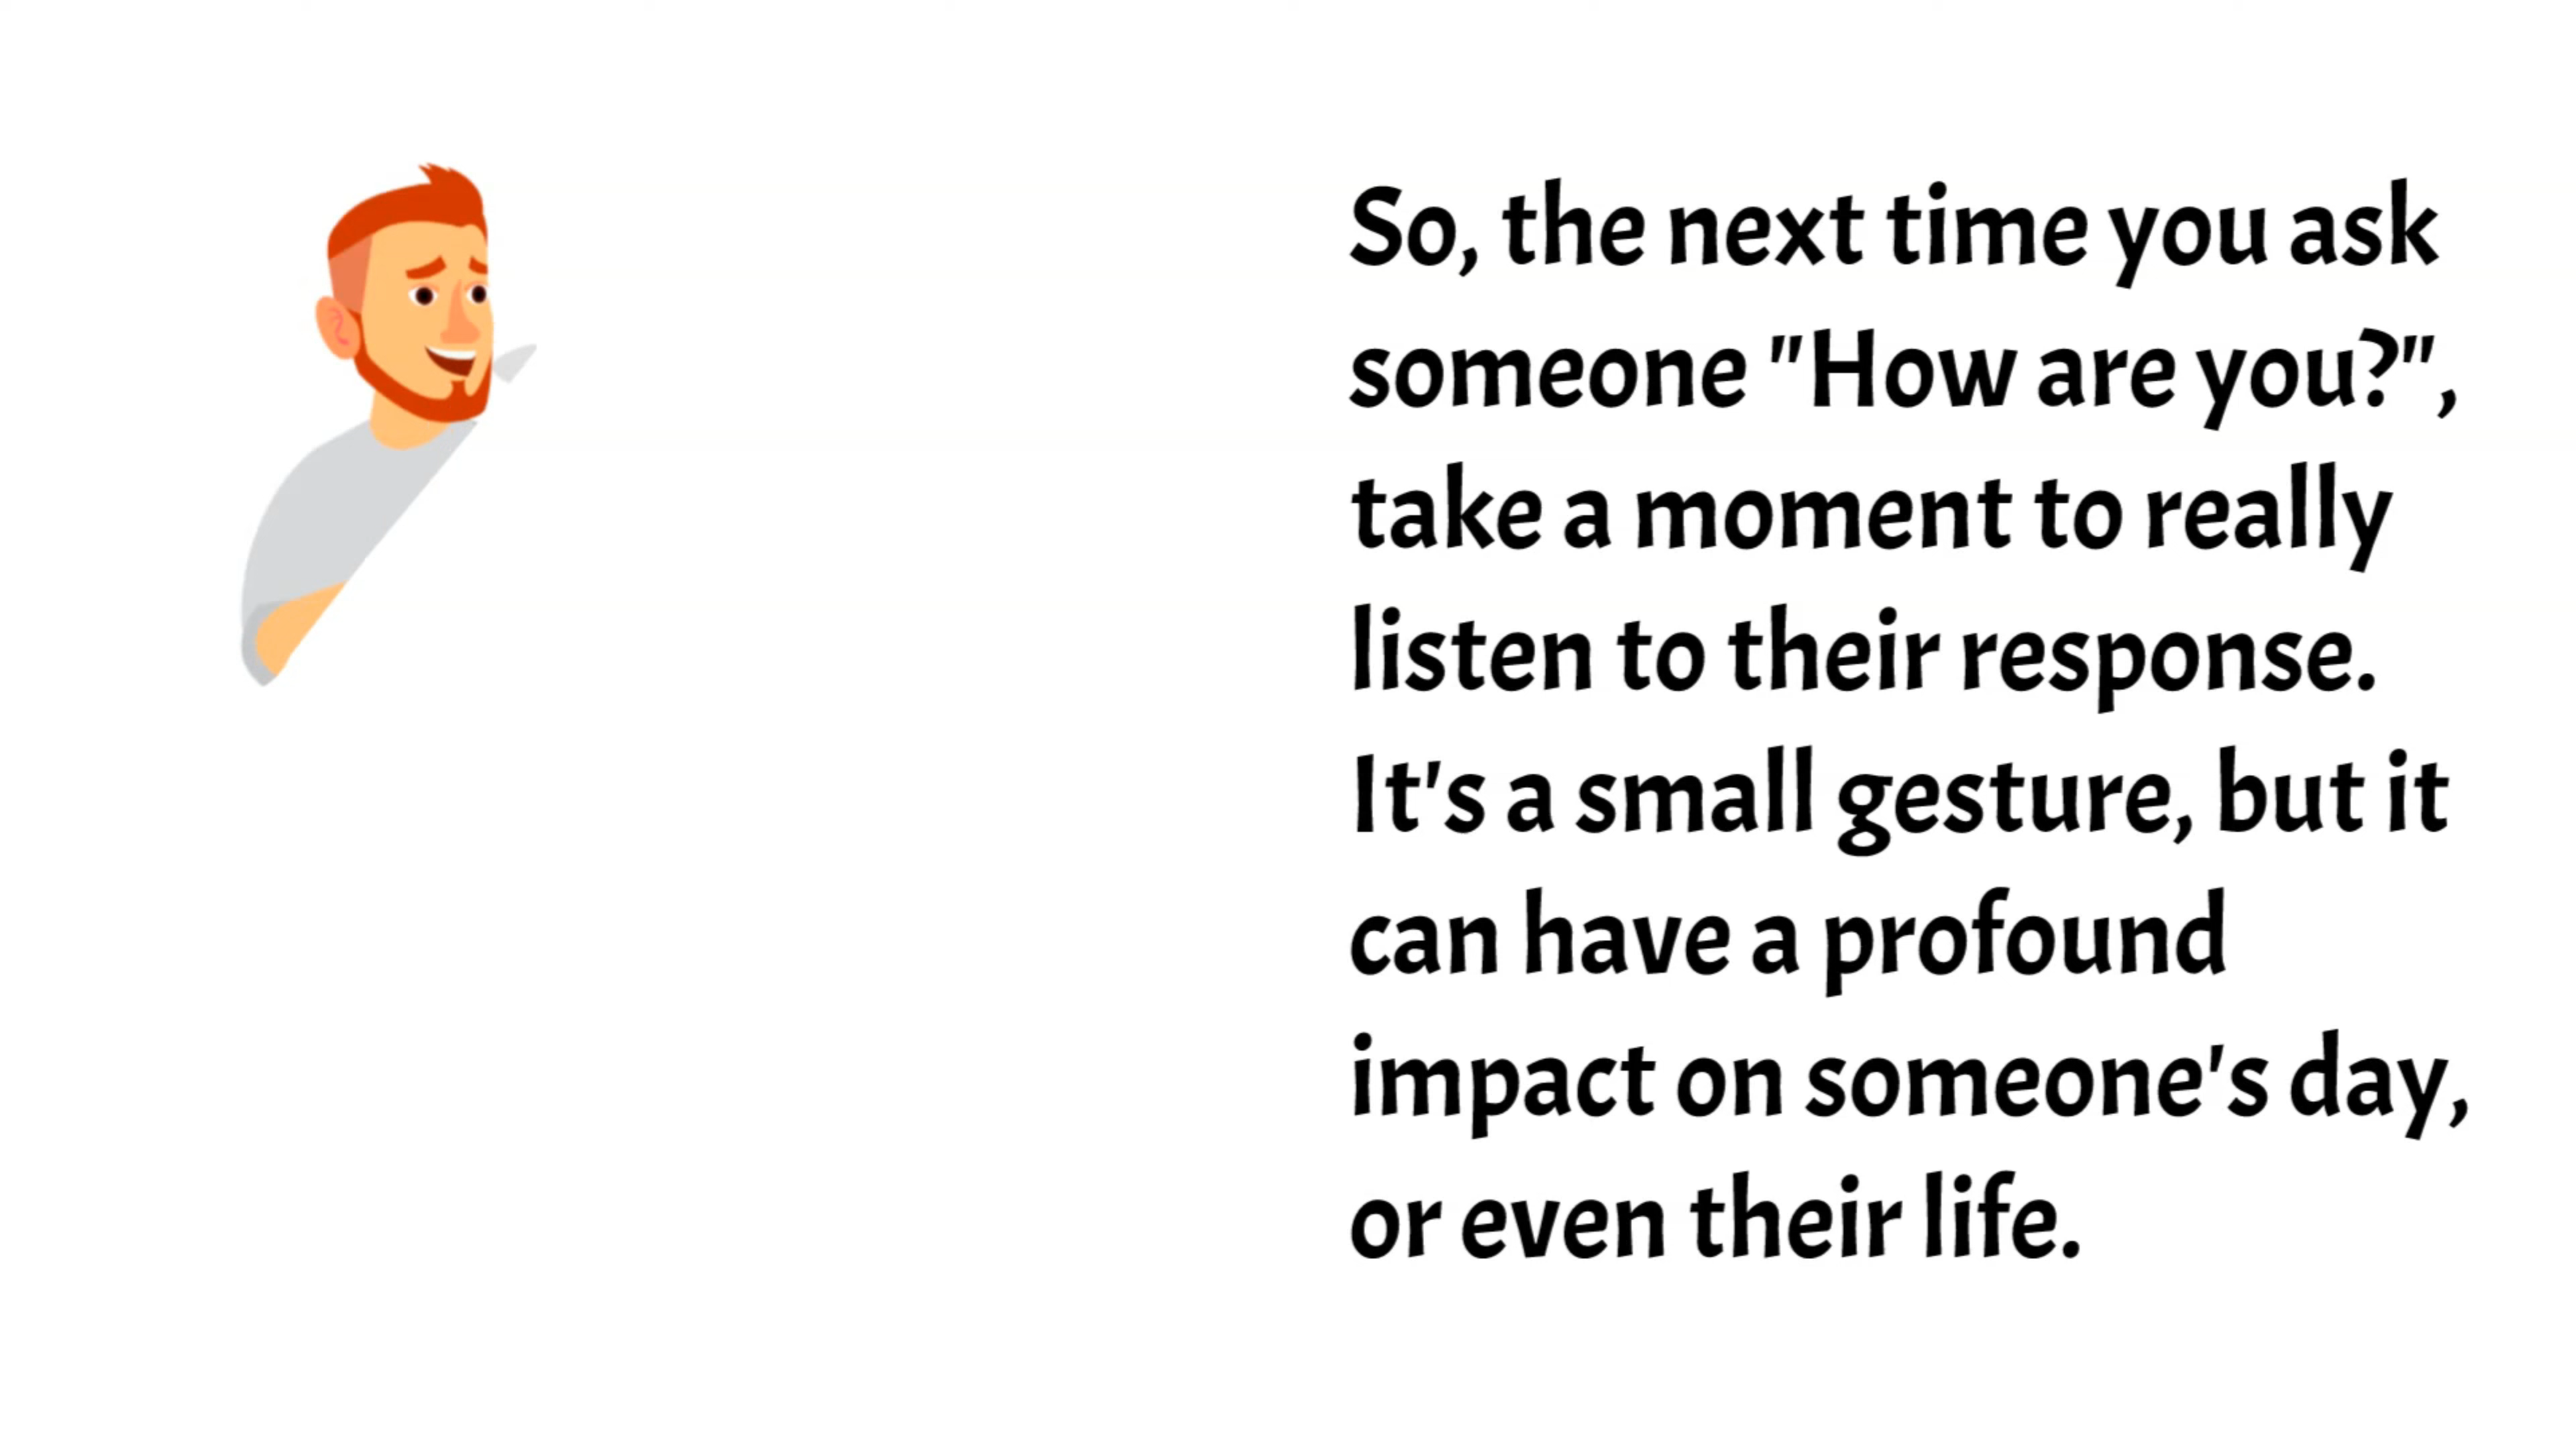 So, the next time you ask
someone "How are you?",
take a moment to really
listen to their response.
It's a small gesture, but it
can have a profound
impact on someone's day,
or even their life.